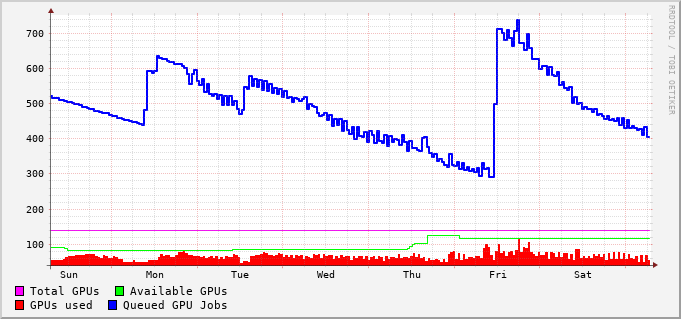 RRDTOOL / TOBI OETIKER
700
600
500
400
300
200
100
Sun Mon Tue Wed Thu Fri Sat
Total GPUs Available GPUs
GPUs used Queued GPU Jobs